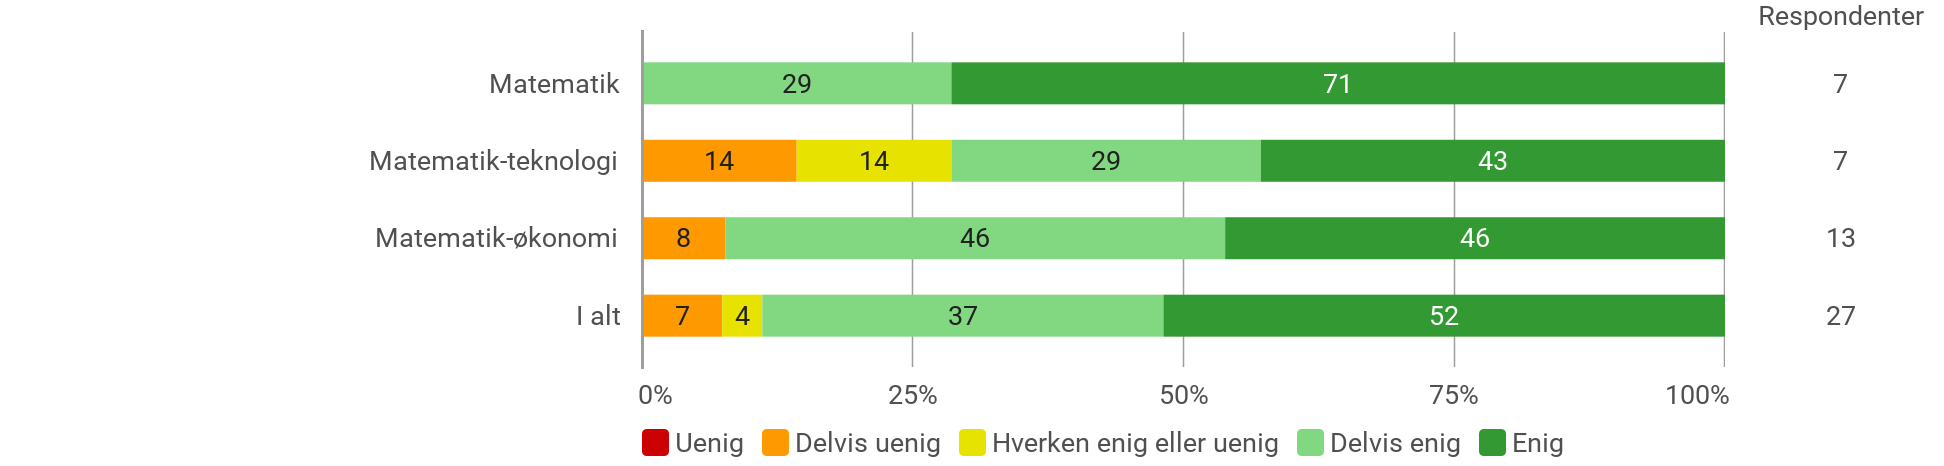 Respondenter
Matematik 29 71 7
Matematik-teknologi 14 14 29 43 7
Matematik-økonomi 8 46 46 13
I alt 7 4 37 52 27
0% 25% 50% 75% 100%
Uenig Delvis uenig Hverken enig eller uenig Delvis enig Enig